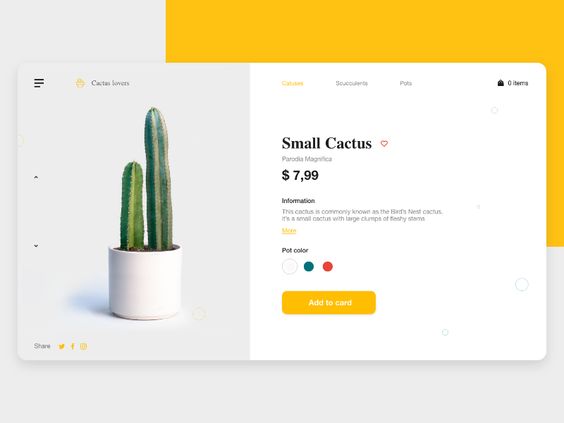 Cactus lovers
Catuses
Scucculents
Pots
0 items
Small Cactus
Parodia Magnifica
$ 7,99
Information
This cactus is commonly known as the Bird's Nest cactus.
It's a small cactus with large clumps of fleshy stems
More
Pot color
Add to card
Share